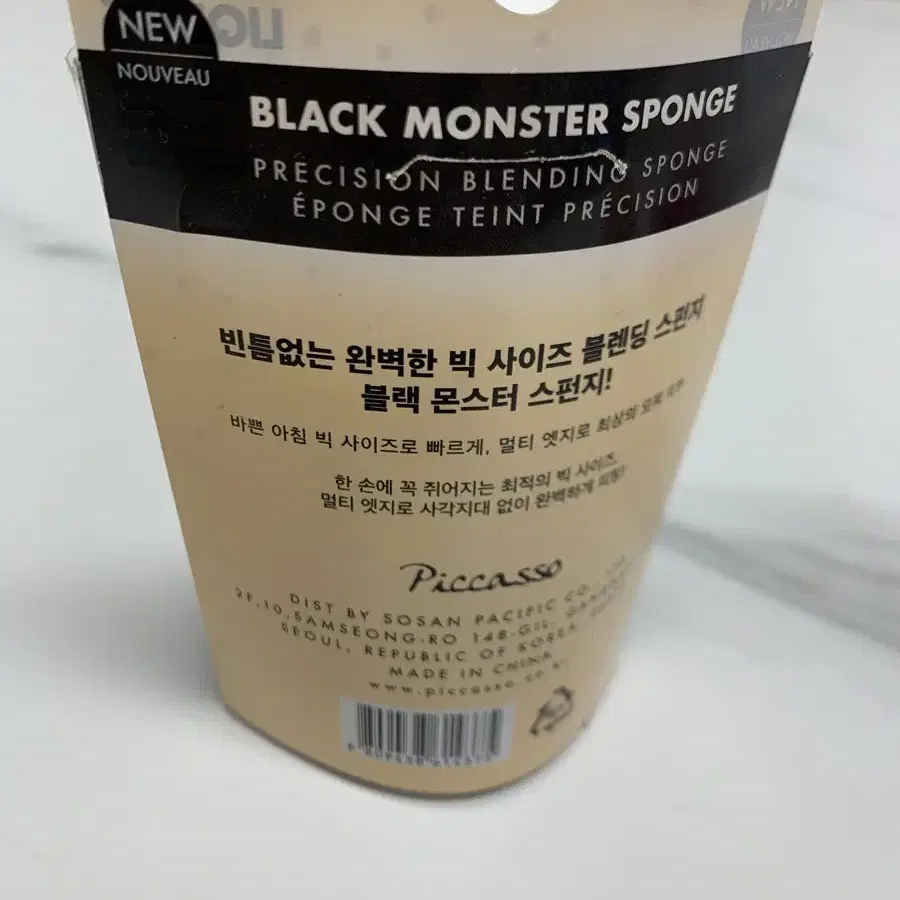 NEW
NOUVEAU
BLACK MONSTER SPONGE
PRECISION BLENDING SPONGE
ÉPONGE TEINT PRÉCISION
빈틈없는 완벽한 빅 사이즈 블렌딩 스펀지
블랙 몬스터 스펀지!
바쁜 아침 빅 사이즈로 빠르게, 멀티 엣지로 최상의
한 손에 꼭 쥐어지는 최적의 빅 사이즈
멀티 엣지로 사각지대 없이 완벽하게
Piccasso
DIST BY SOSAN PACIFIC CO.,
2F,10,SAMSEONG-RO 148-GIL,
SEOUL, REPUBLIC OF KOREA
MADE IN CHINA
www.piccasso.co.